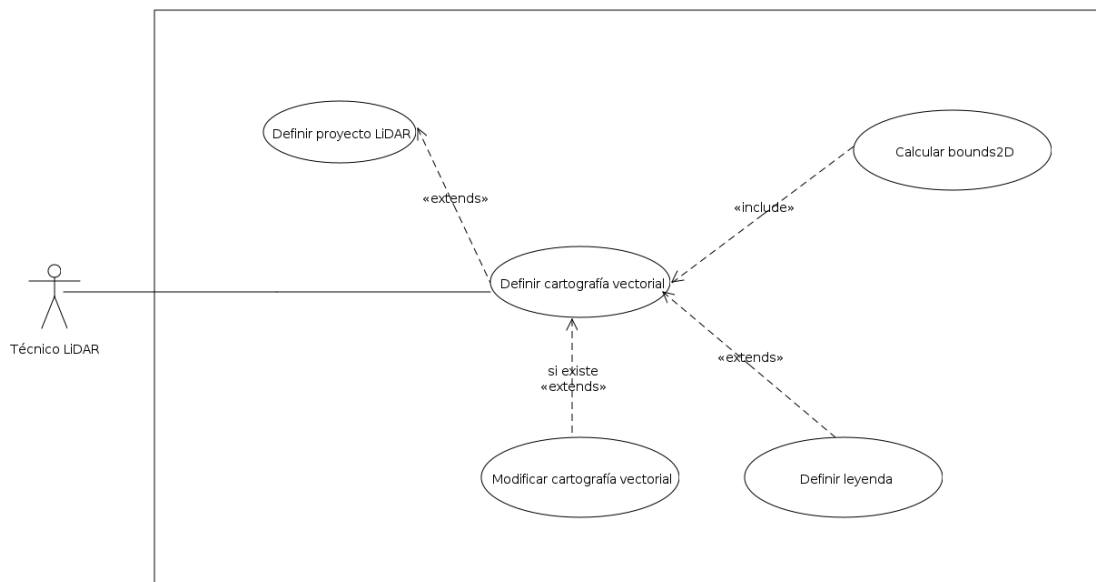 Definir proyecto LiDAR
Calcular bounds2D
«extends»
«include»
Definir cartografía vectorial
Técnico LiDAR
«extends»
si existe
«extends»
Modificar cartografía vectorial
Definir leyenda